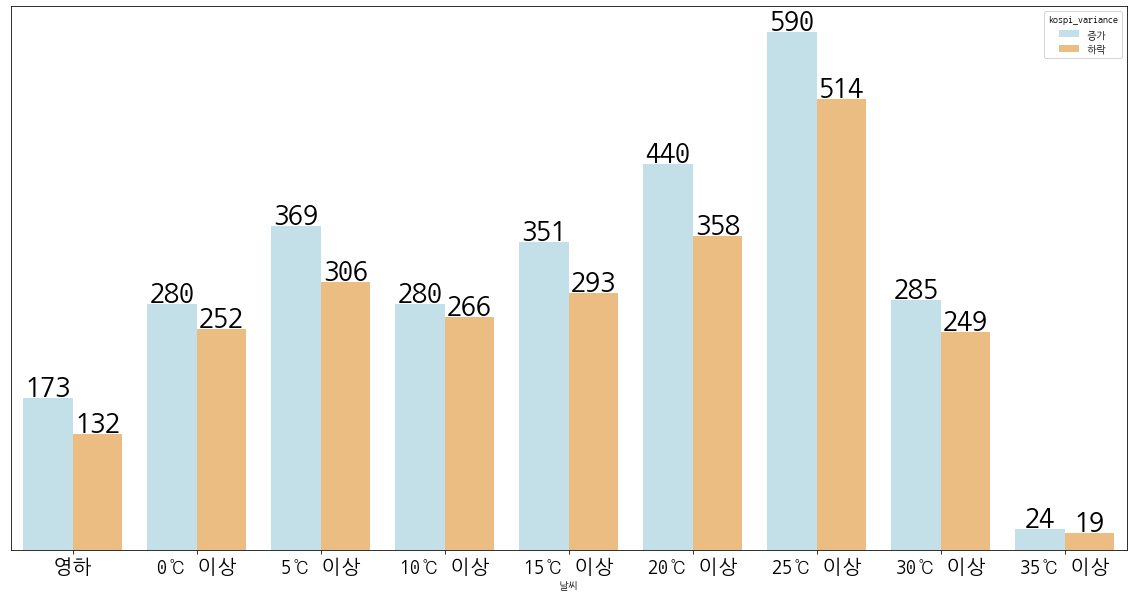 kospi_variance
증가
하락
173
132
280
252
369
306
280
266
351
293
440
358
590
514
285
249
24
19
영하
0℃ 이상
5℃ 이상
10℃ 이상
15℃ 이상
20℃ 이상
25℃ 이상
30℃ 이상
35℃ 이상
날씨